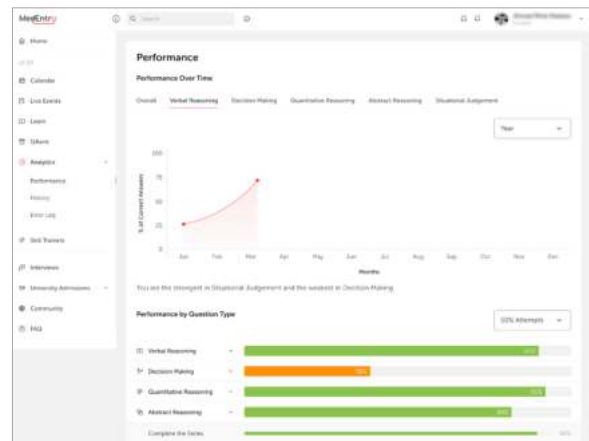 MedEntry
Search
Home
Calendar
Live Events
Learn
QBank
Analytics
Performance
History
Error Log
Skill Trainers
Interviews
University Admissions
Community
FAQ
Performance
Performance Over Time
Overall Verbal Reasoning Decision Making Quantitative Reasoning Abstract Reasoning Situational Judgement
Year
% of Correct Answers
100
75
50
25
0
Jan Feb Mar Apr May Jun Jul Aug Sep Oct Nov Dec
Months
You are the strongest in Situational Judgement and the weakest in Decision Making
Performance by Question Type
Attempts
Verbal Reasoning
Decision Making
Quantitative Reasoning
Abstract Reasoning
Complete the Series